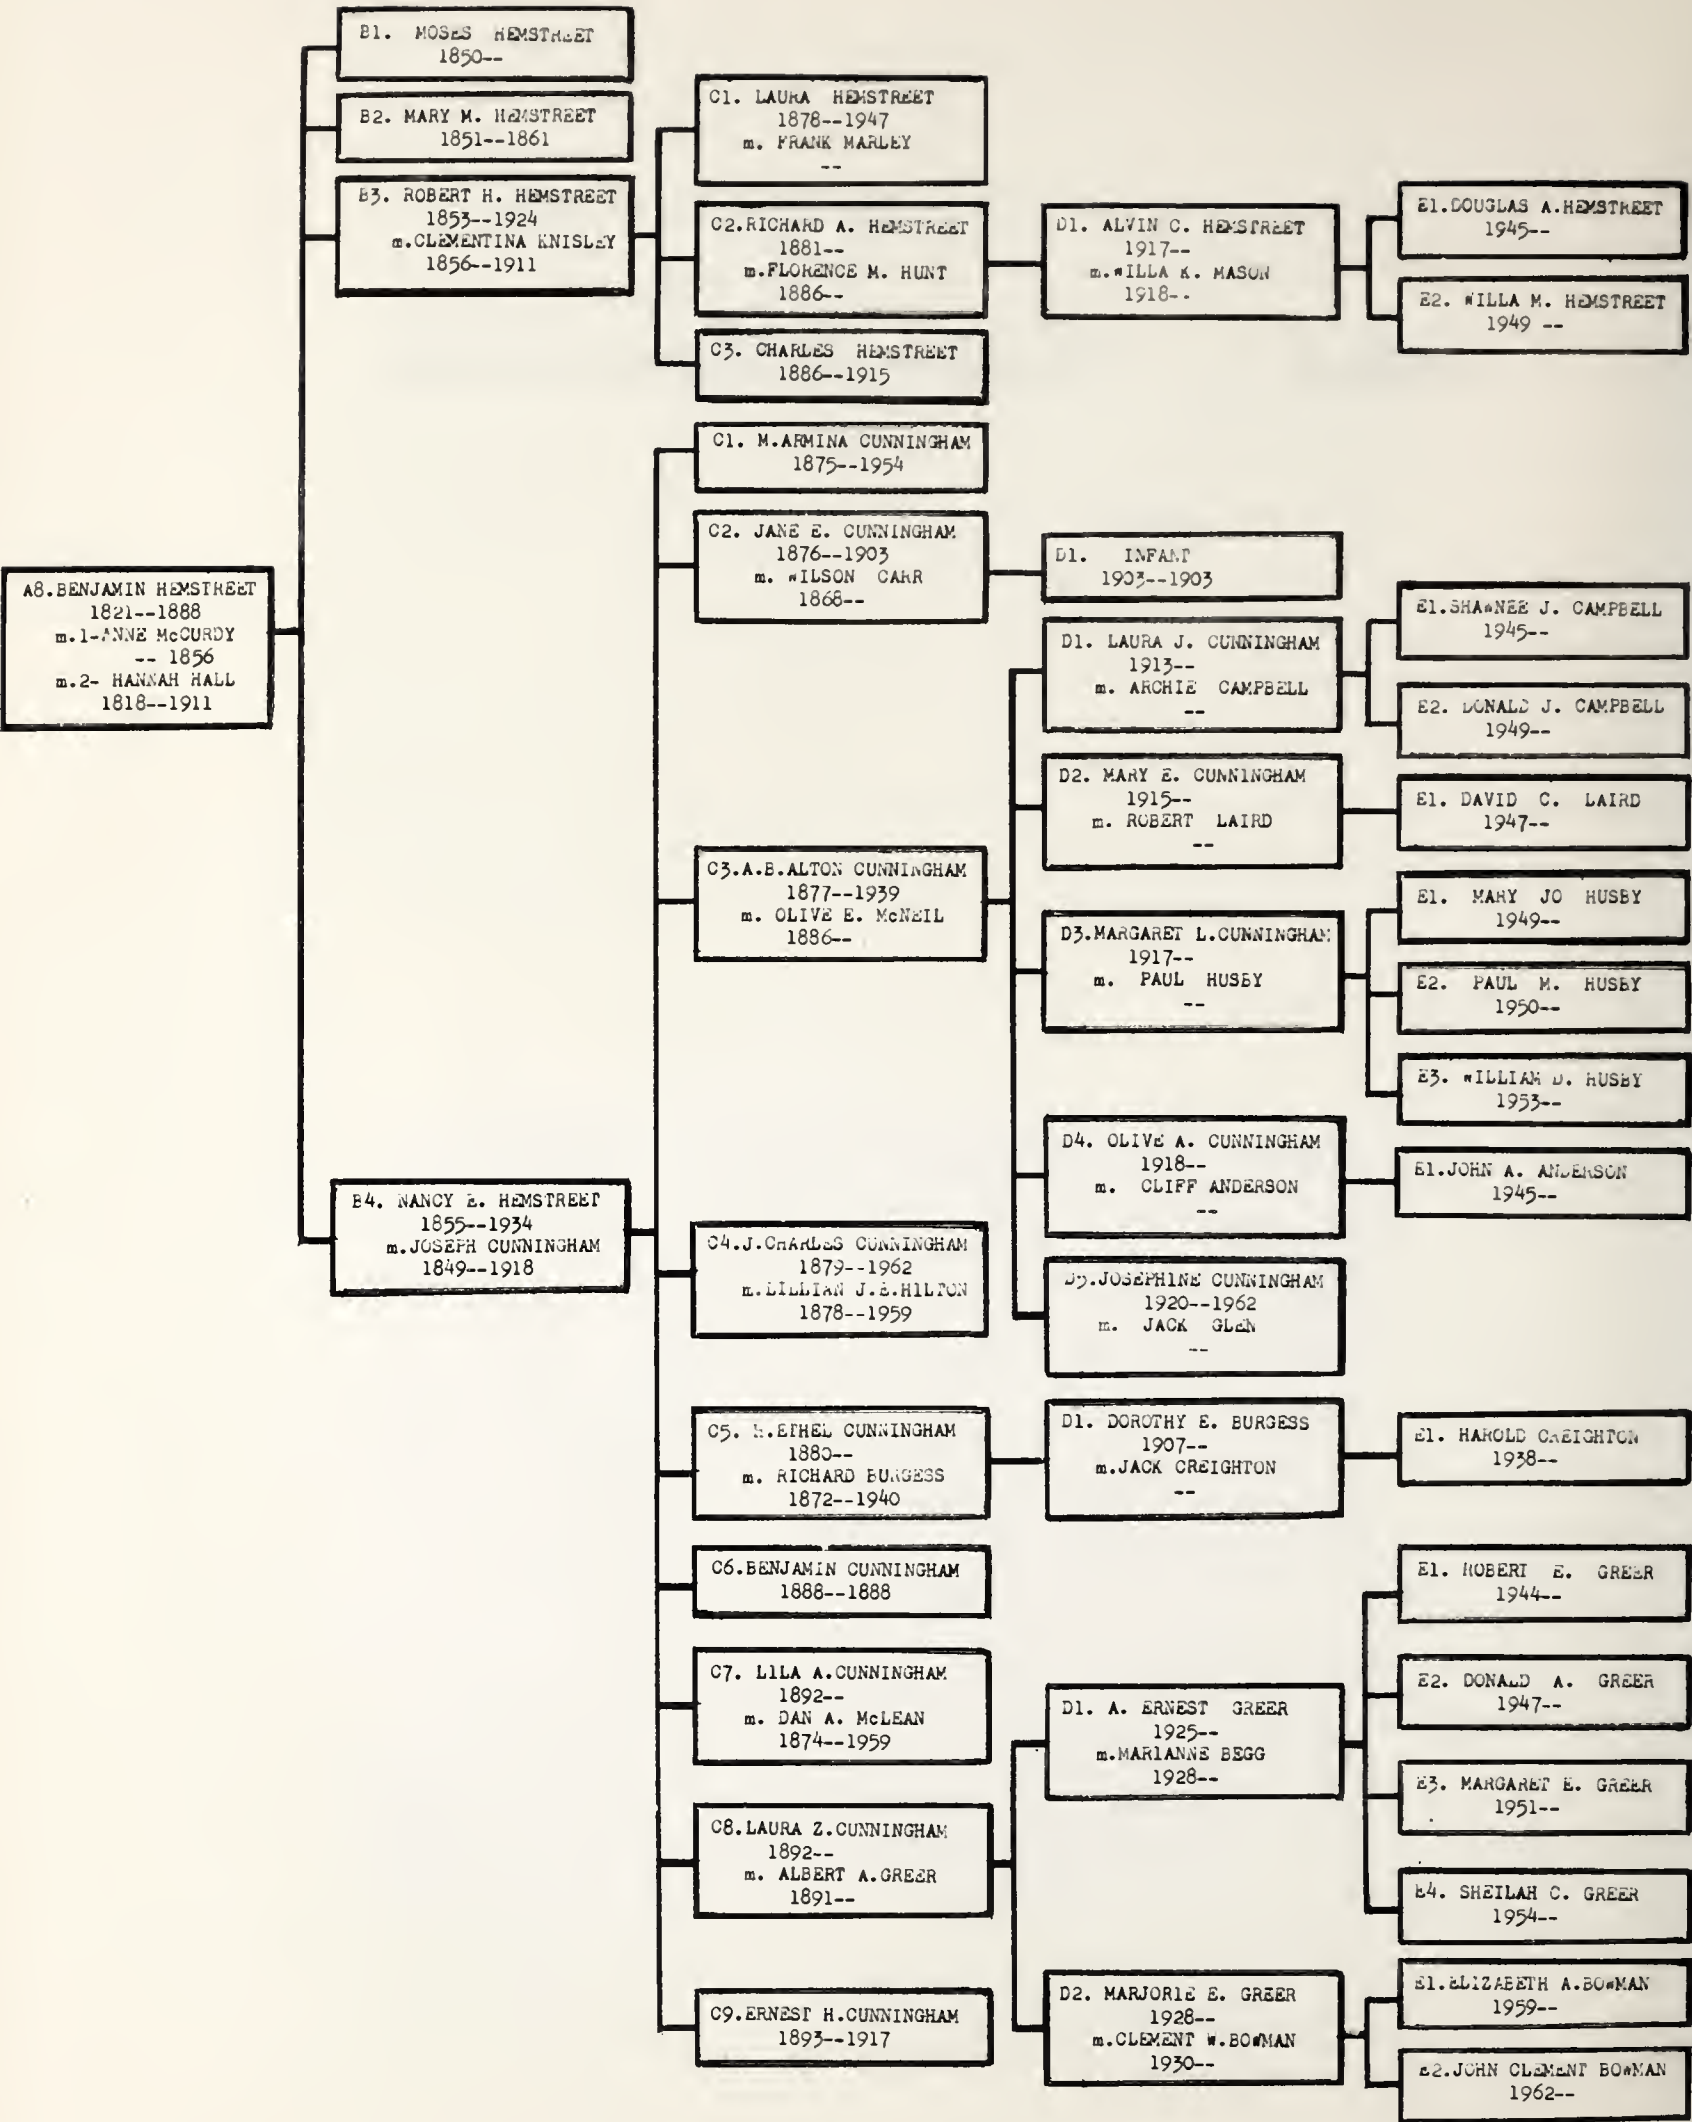 B1. MOSES HEMSTREET
1850--
B2. MARY M. HEMSTREET
1851--1861
B3. ROBERT H. HEMSTREET
1853--1924
m.CLEMENTINA KNISLEY
1856--1911
C1. LAURA HEMSTREET
1878--1947
m. FRANK MARLEY
--
C2.RICHARD A. HEMSTREET
1881--
m.FLORENCE M. HUNT
1886--
C3. CHARLES HEMSTREET
1886--1915
D1. ALVIN C. HEMSTREET
1917--
m.WILLA K. MASON
1918--
E1.DOUGLAS A.HEMSTREET
1945--
E2. WILLA M. HEMSTREET
1949 --
A8.BENJAMIN HEMSTREET
1821--1888
m.1-ANNE McCURDY
-- 1856
m.2- HANNAH HALL
1818--1911
B4. NANCY E. HEMSTREET
1855--1934
m.JOSEPH CUNNINGHAM
1849--1918
C1. M.ARMINA CUNNINGHAM
1875--1954
C2. JANE E. CUNNINGHAM
1876--1903
m. WILSON CARR
1868--
D1. INFANT
1903--1903
C3.A.B.ALTON CUNNINGHAM
1877--1939
m. OLIVE E. McNEIL
1886--
D1. LAURA J. CUNNINGHAM
1913--
m. ARCHIE CAMPBELL
--
E1.SHAWNEE J. CAMPBELL
1945--
E2. DONALD J. CAMPBELL
1949--
D2. MARY E. CUNNINGHAM
1915--
m. ROBERT LAIRD
--
E1. DAVID C. LAIRD
1947--
D3.MARGARET L.CUNNINGHAM
1917--
m. PAUL HUSBY
--
E1. MARY JO HUSBY
1949--
E2. PAUL M. HUSBY
1950--
E3. WILLIAM D. HUSBY
1953--
D4. OLIVE A. CUNNINGHAM
1918--
m. CLIFF ANDERSON
--
E1.JOHN A. ANDERSON
1945--
D5.JOSEPHINE CUNNINGHAM
1920--1962
m. JACK GLEN
--
C4.J.CHARLES CUNNINGHAM
1879--1962
m.LILLIAN J.E.HILTON
1878--1959
C5. ETHEL CUNNINGHAM
1880--
m. RICHARD BURGESS
1872--1940
D1. DOROTHY E. BURGESS
1907--
m.JACK CREIGHTON
--
E1. HAROLD CREIGHTON
1938--
C6.BENJAMIN CUNNINGHAM
1888--1888
C7. LILA A.CUNNINGHAM
1892--
m. DAN A. McLEAN
1874--1959
C8.LAURA Z.CUNNINGHAM
1892--
m. ALBERT A.GREER
1891--
D1. A. ERNEST GREER
1925--
m.MARIANNE BEGG
1928--
E1. ROBERT E. GREER
1944--
E2. DONALD A. GREER
1947--
E3. MARGARET E. GREER
1951--
E4. SHEILAH C. GREER
1954--
D2. MARJORIE E. GREER
1928--
m.CLEMENT W.BOWMAN
1930--
E1.ELIZABETH A.BOWMAN
1959--
E2.JOHN CLEMENT BOWMAN
1962--
C9.ERNEST H.CUNNINGHAM
1893--1917